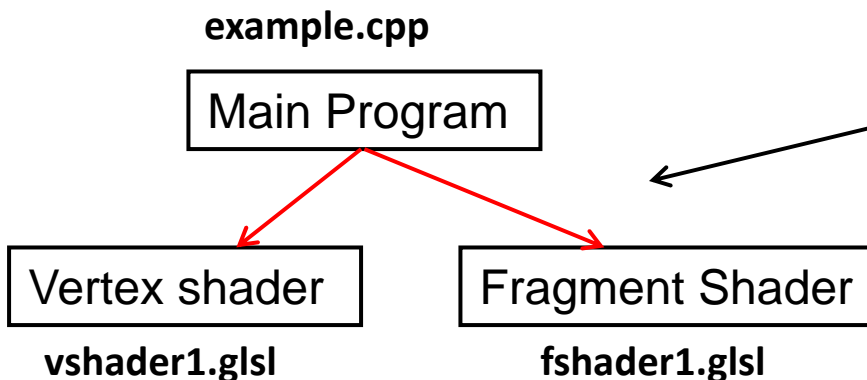 example.cpp
Main Program
Vertex shader
Fragment Shader
vshader1.glsl
fshader1.glsl